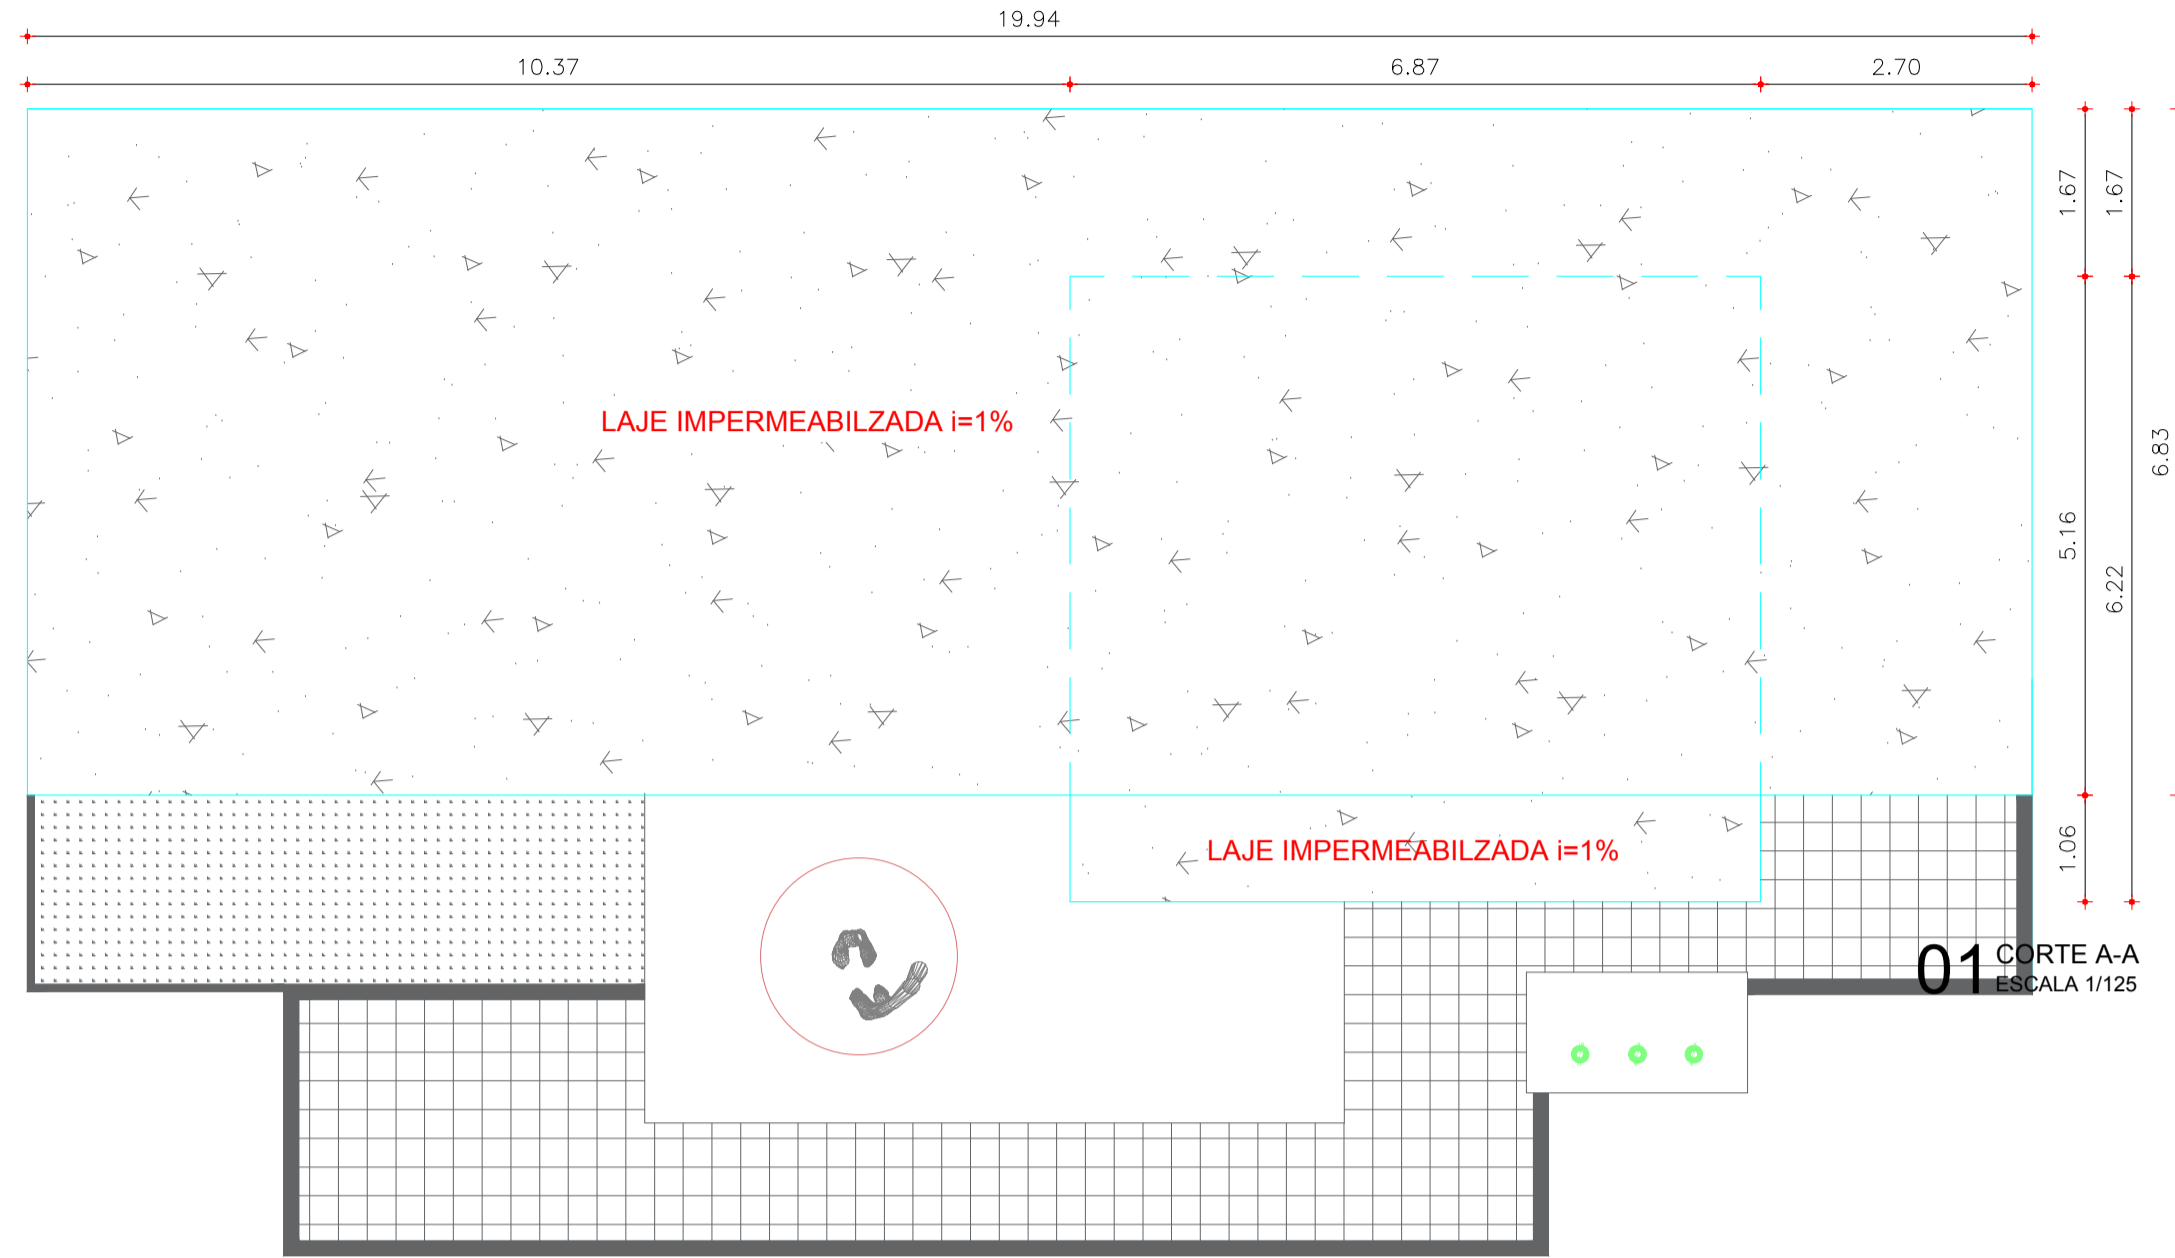 19.94
10.37
6.87
2.70
1.67
1.67
LAJE IMPERMEABILZADA i=1%
5.16
6.22
6.83
LAJE IMPERMEABILZADA i=1%
1.06
01
CORTE A-A
ESCALA 1/125